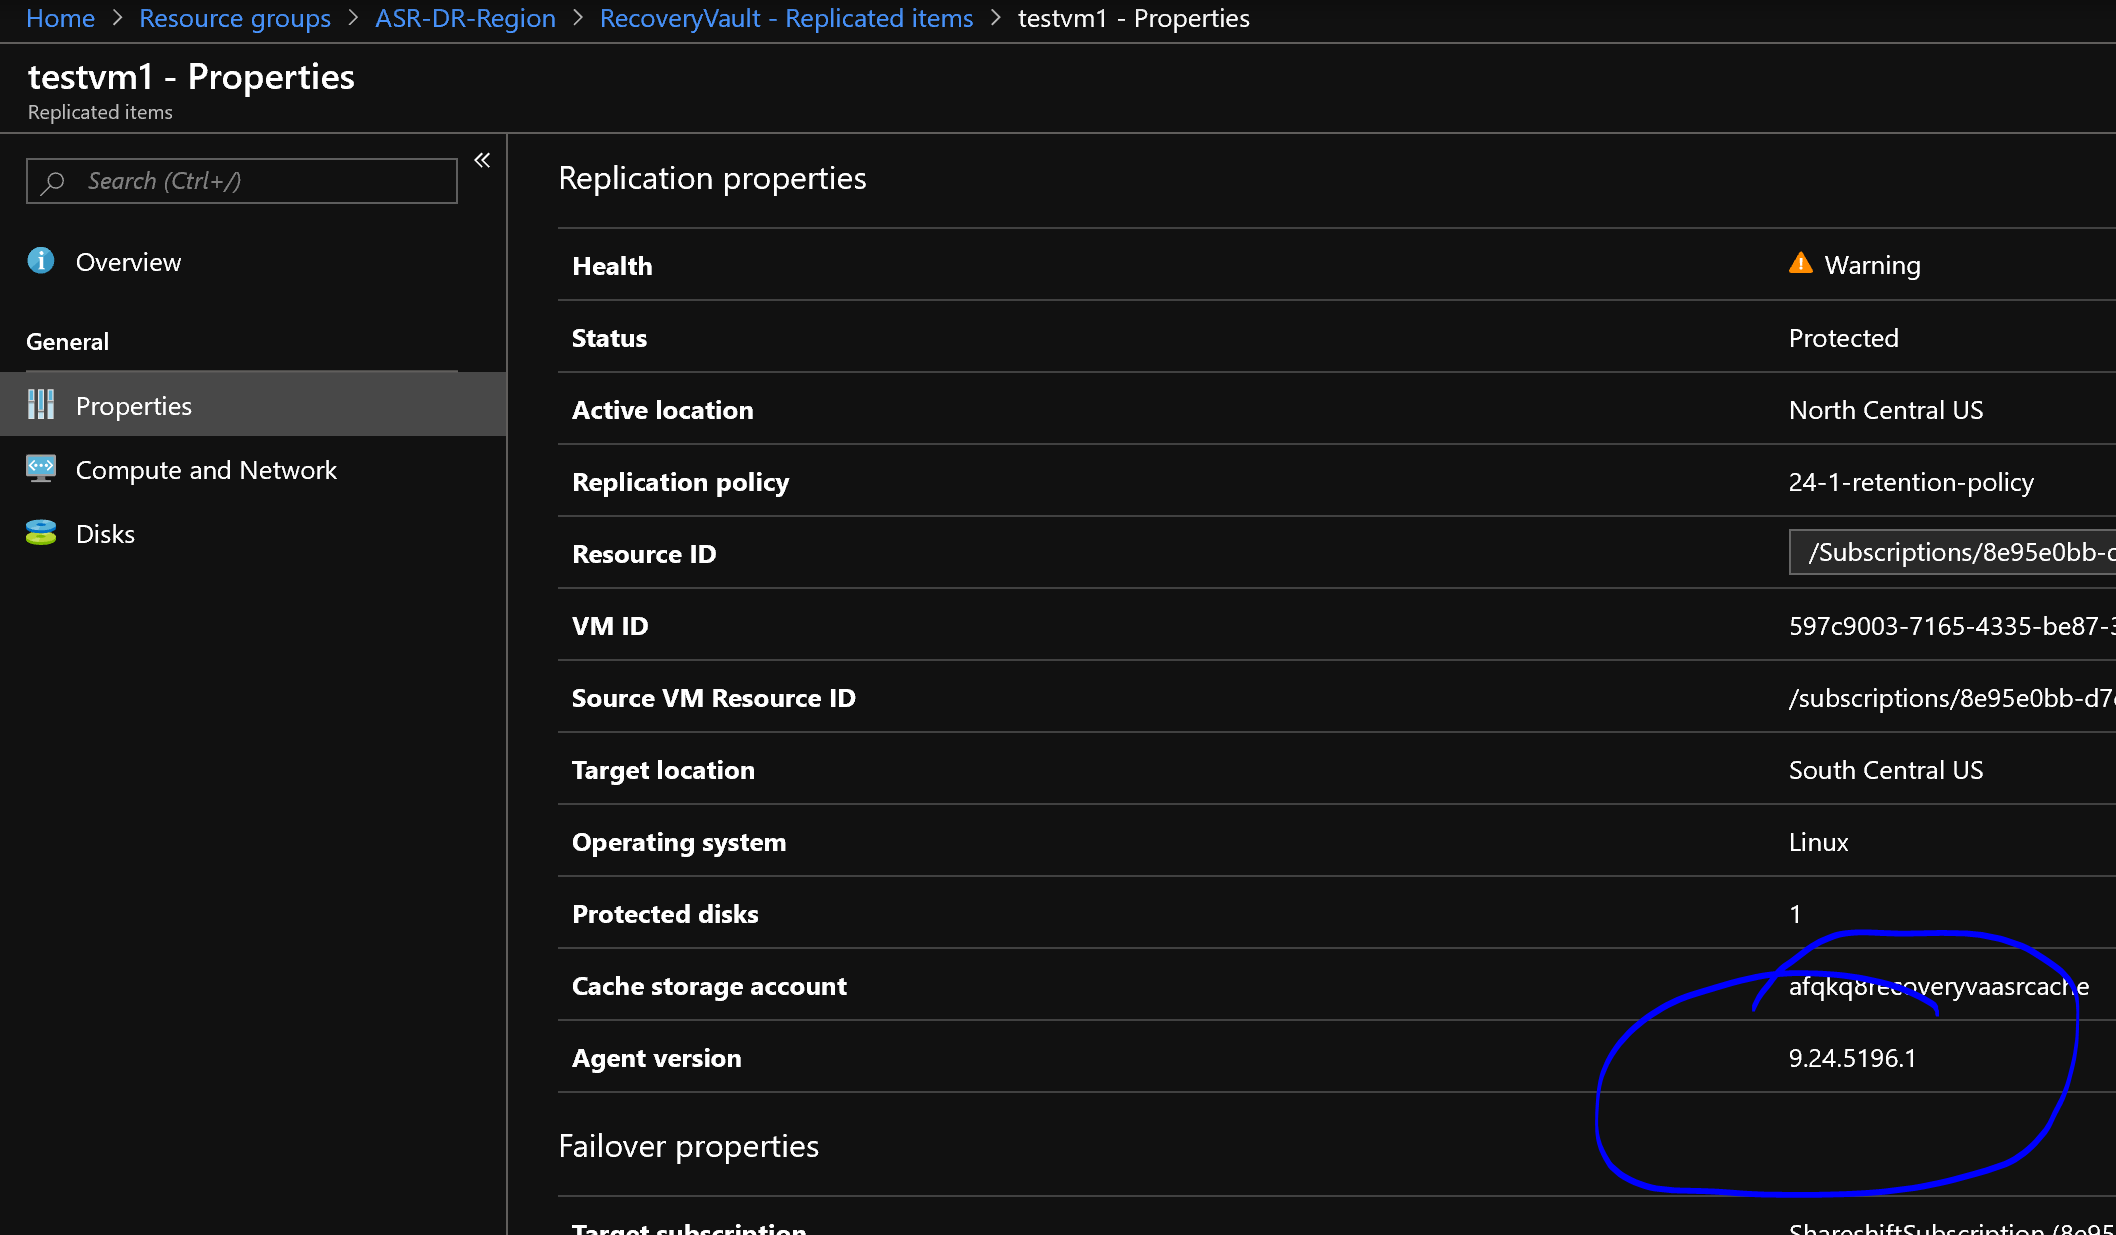 Home > Resource groups > ASR-DR-Region > RecoveryVault - Replicated items > testvm1 - Properties
testvm1 - Properties
Replicated items
Search (Ctrl+/)
«
Overview
General
Properties
Compute and Network
Disks
Replication properties
Health Warning
Status Protected
Active location North Central US
Replication policy 24-1-retention-policy
Resource ID /Subscriptions/8e95e0bb-
VM ID 597c9003-7165-4335-be87-
Source VM Resource ID /subscriptions/8e95e0bb-d7
Target location South Central US
Operating system Linux
Protected disks 1
Cache storage account afqkq8recoveryvaasrcache
Agent version 9.24.5196.1
Failover properties
Target subscription ShareshiftSubscription (8e95